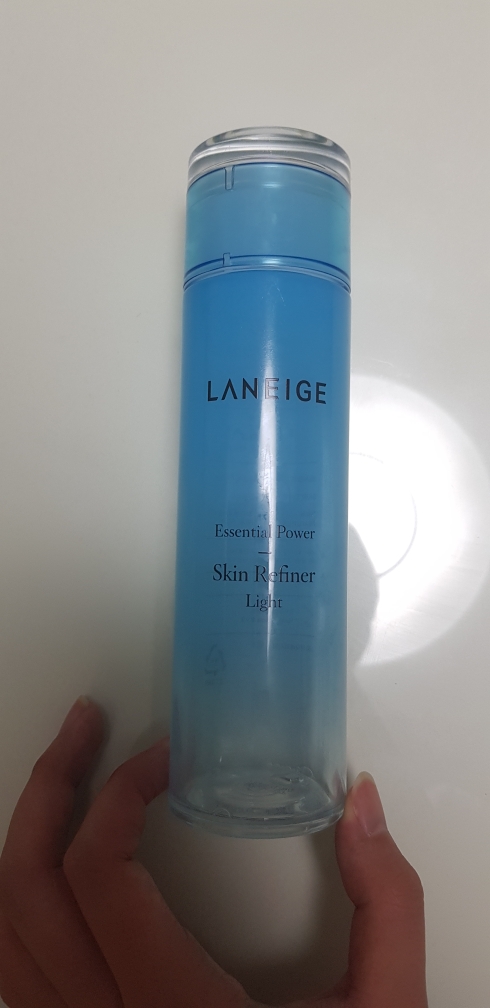 LANEIGE
Essential Power
Skin Refiner
Light